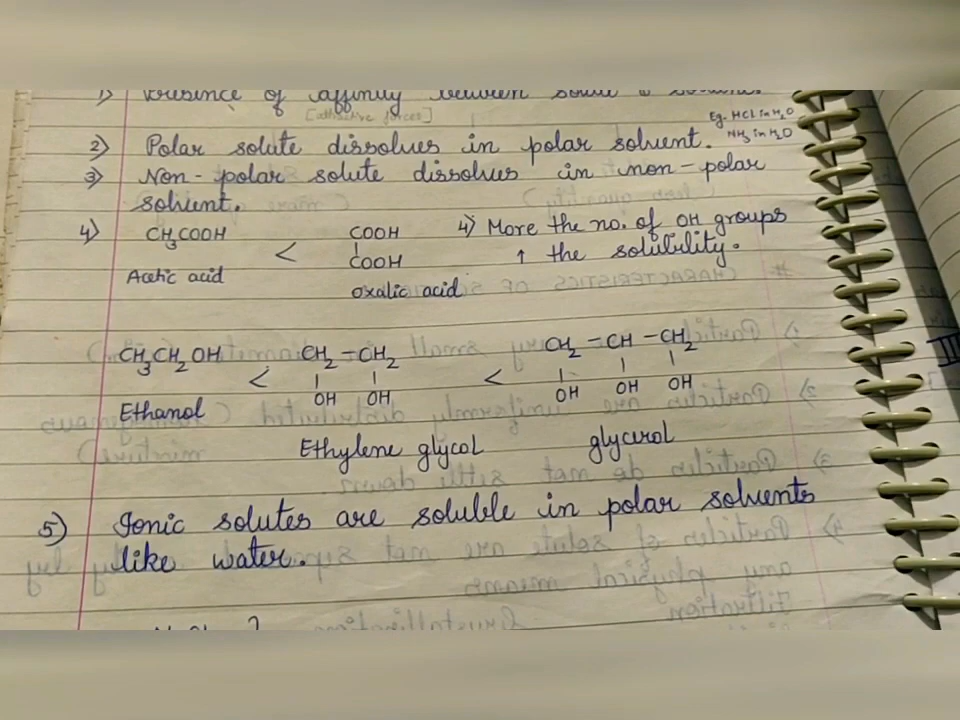 1) Presence of affinity between solute &
[attractive forces]
Eg. HCl in H2O
NH3 in H2O
2) Polar solute dissolves in polar solvent.
3) Non-polar solute dissolves in non-polar
solvent.
4) CH3COOH < COOH
COOH
Acetic acid
oxalic acid
4) More the no. of OH groups
↑ the solubility.
CH3CH2OH < CH2-CH2 < CH2-CH-CH2
OH OH OH OH OH
Ethanol
Ethylene glycol
glycerol
5) Ionic solutes are soluble in polar solvents
like water.
III